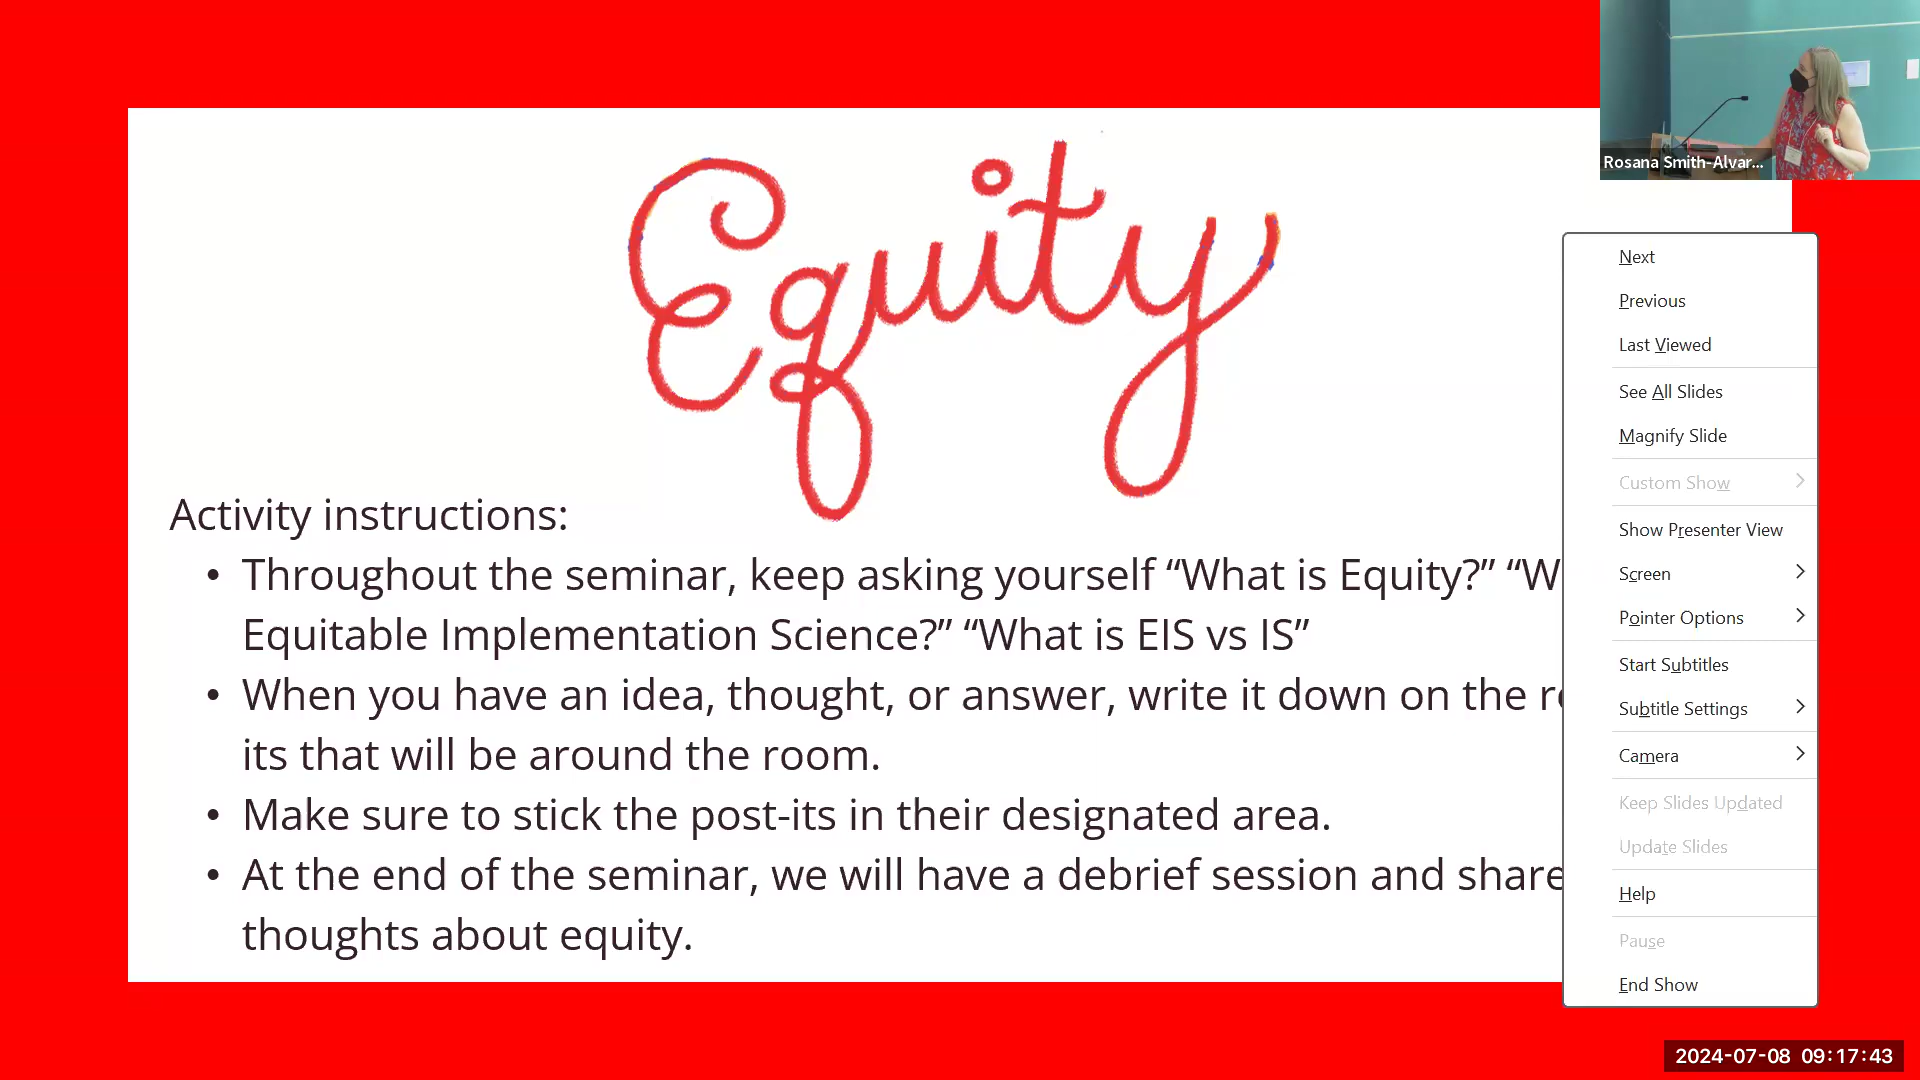 Equity
Activity instructions:
• Throughout the seminar, keep asking yourself “What is Equity?”
Equitable Implementation Science?” “What is EIS vs IS”
• When you have an idea, thought, or answer, write it down on the
its that will be around the room.
• Make sure to stick the post-its in their designated area.
• At the end of the seminar, we will have a debrief session and share
thoughts about equity.
Rosana Smith-Alvar...
Next
Previous
Last Viewed
See All Slides
Magnify Slide
Custom Show
Show Presenter View
Screen
Pointer Options
Start Subtitles
Subtitle Settings
Camera
Keep Slides Updated
Update Slides
Help
Pause
End Show
2024-07-08 09:17:43